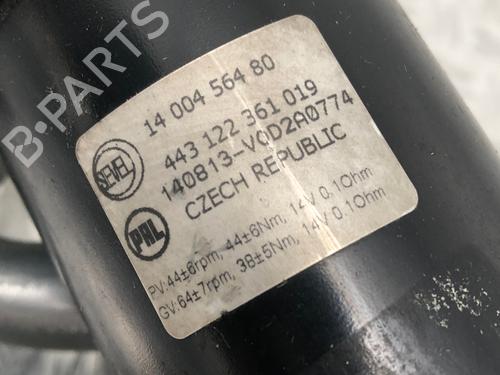 B-PARTS
SEVEL
14 004 564 80
443 122 361 019
140813-V0D2A0774
CZECH REPUBLIC
PAL
PV:44±6rpm, 44±6Nm, 14V 0,1Ohm
GV:64±7rpm, 38±5Nm, 14V 0,1Ohm